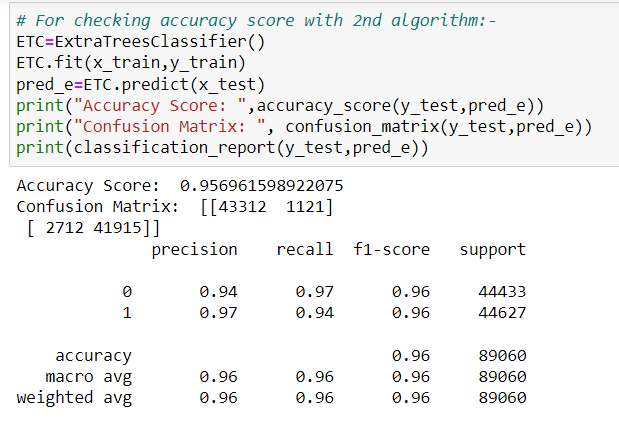 # For checking accuracy score with 2nd algorithm:-
ETC=ExtraTreesClassifier()
ETC.fit(x_train,y_train)
pred_e=ETC.predict(x_test)
print("Accuracy Score: ",accuracy_score(y_test,pred_e))
print("Confusion Matrix: ", confusion_matrix(y_test,pred_e))
print(classification_report(y_test,pred_e))
Accuracy Score:  0.956961598922075
Confusion Matrix:  [[43312  1121]
 [ 2712 41915]]
              precision    recall  f1-score   support
           0       0.94      0.97      0.96     44433
           1       0.97      0.94      0.96     44627
    accuracy                           0.96     89060
   macro avg       0.96      0.96      0.96     89060
weighted avg       0.96      0.96      0.96     89060